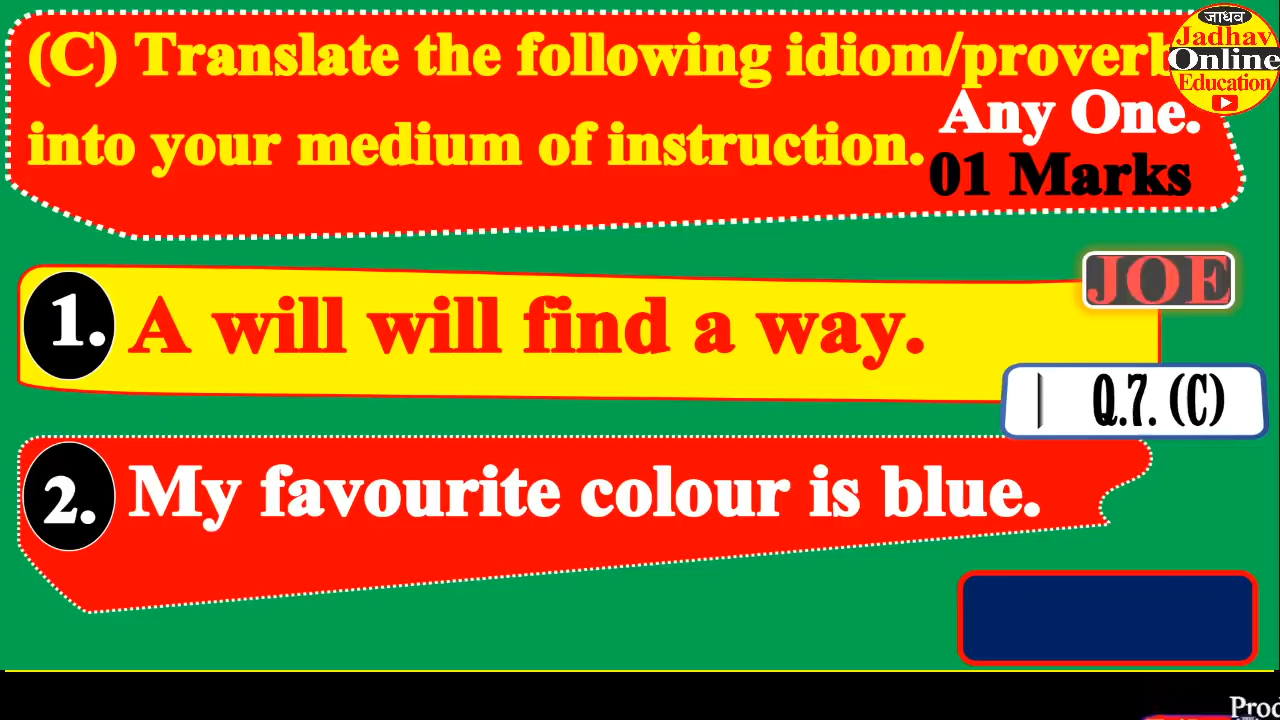 जाधव
Jadhav
Online
Education
(C) Translate the following idiom/proverb
into your medium of instruction.
Any One.
01 Marks
JOE
1. A will will find a way.
Q.7. (C)
2. My favourite colour is blue.